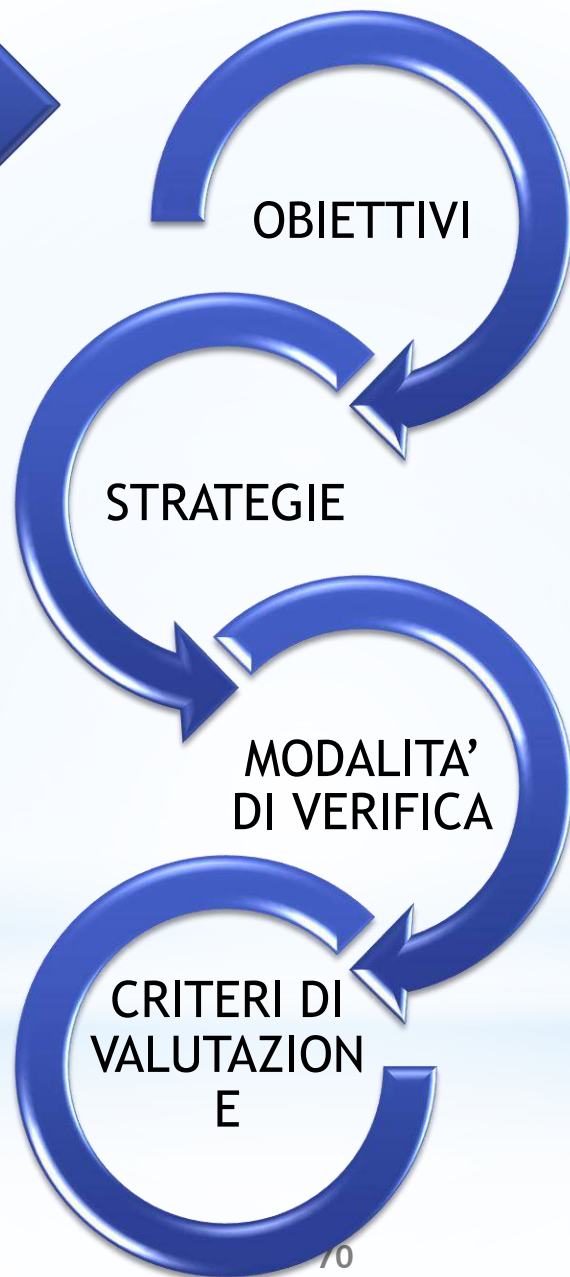 OBIETTIVI
STRATEGIE
MODALITA’
DI VERIFICA
CRITERI DI
VALUTAZION
E
70